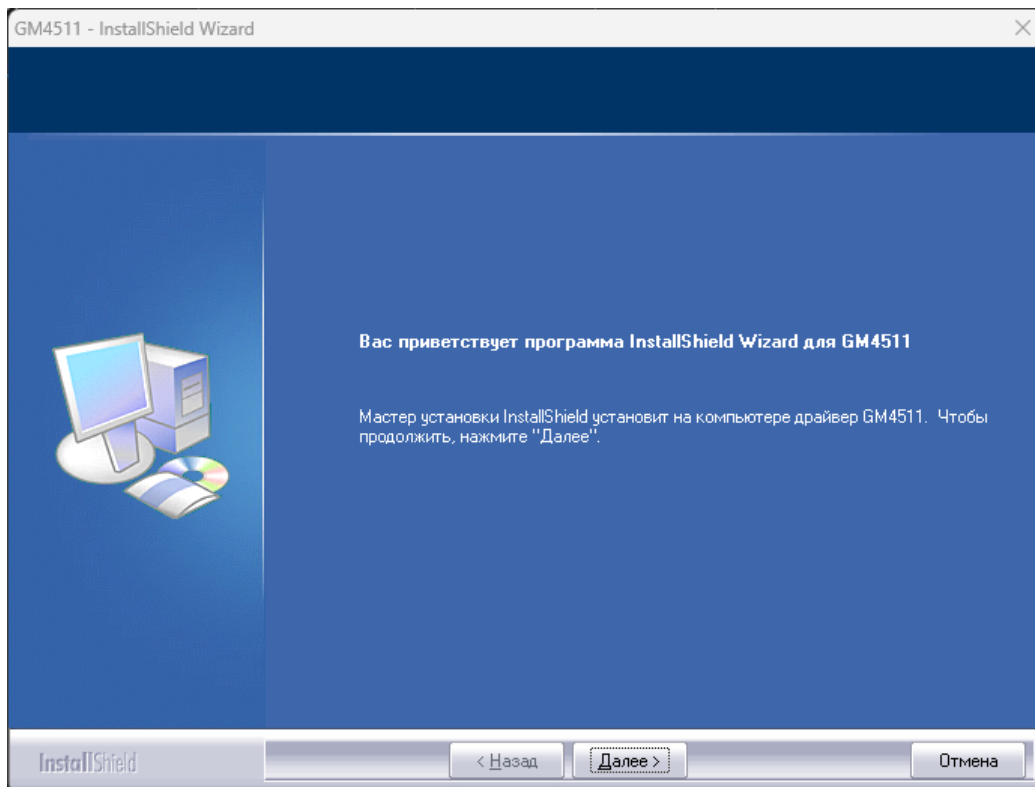 GM4511 - InstallShield Wizard
Вас приветствует программа InstallShield Wizard для GM4511
Мастер установки InstallShield установит на компьютере драйвер GM4511. Чтобы
продолжить, нажмите "Далее".
InstallShield
< Назад
Далее >
Отмена